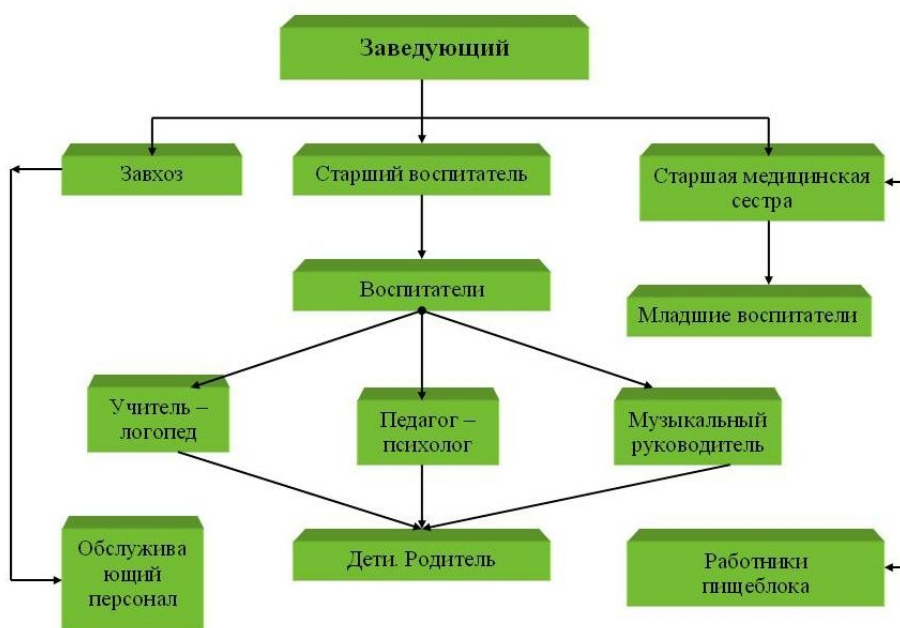 Заведующий
Завхоз
Старший воспитатель
Старшая медицинская
сестра
Воспитатели
Младшие воспитатели
Учитель –
логопед
Педагог –
психолог
Музыкальный
руководитель
Обслужива
ющий
персонал
Дети. Родитель
Работники
пищеблока